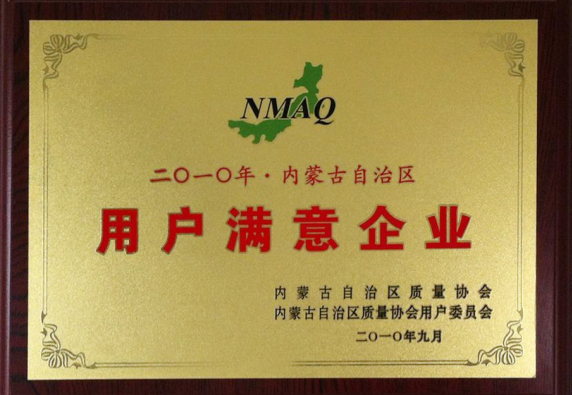 NMAQ
二〇一〇年·内蒙古自治区
用户满意企业
内蒙古自治区质量协会
内蒙古自治区质量协会用户委员会
二〇一〇年九月